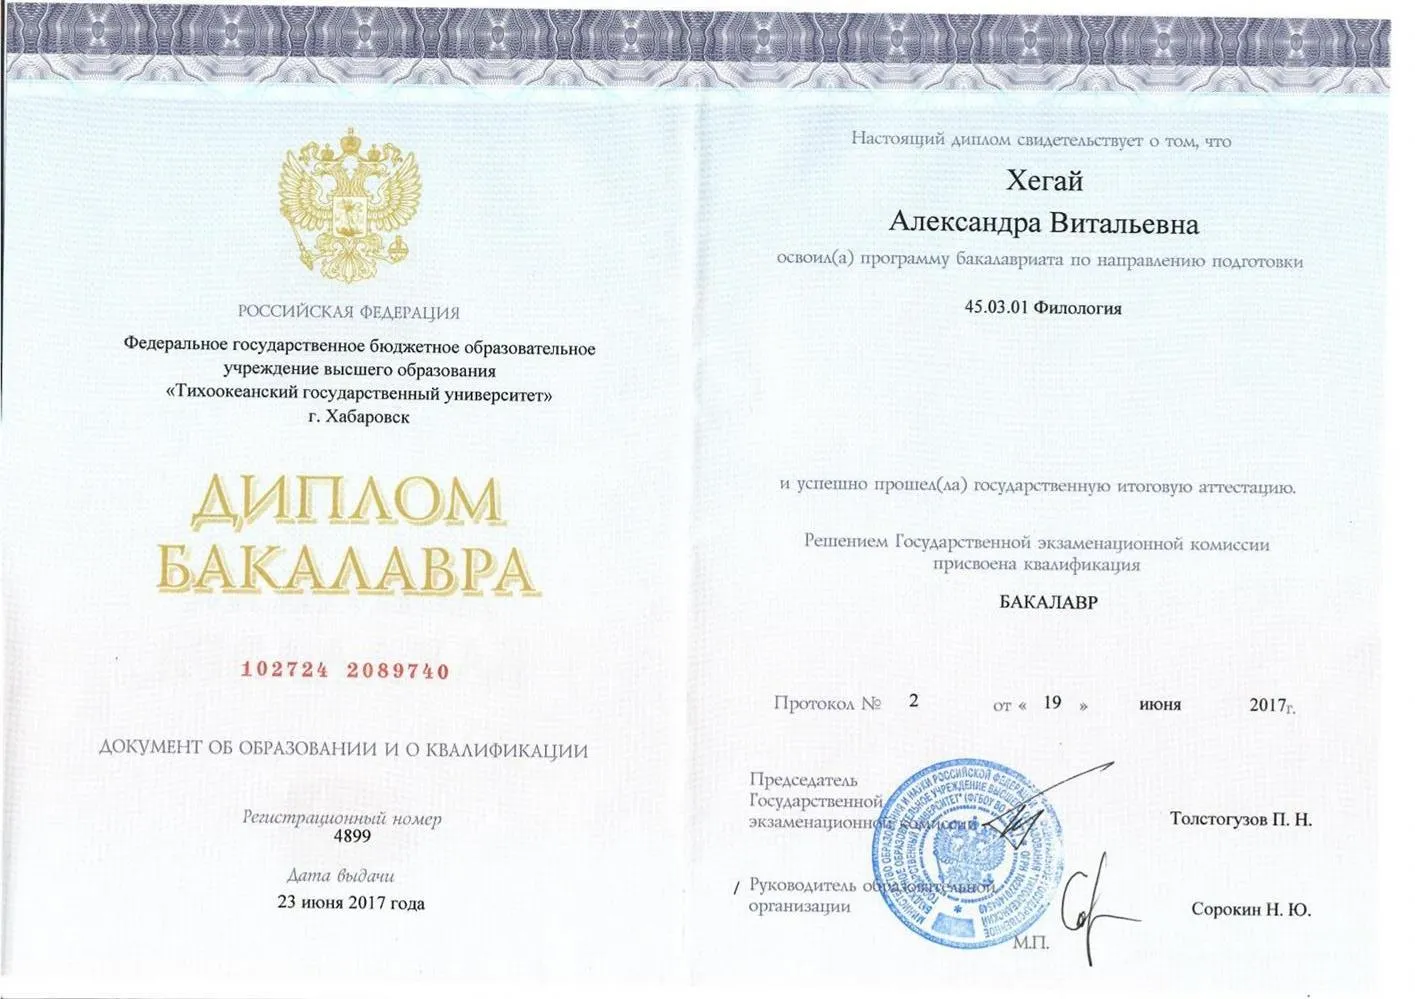 РОССИЙСКАЯ ФЕДЕРАЦИЯ
Федеральное государственное бюджетное образовательное
учреждение высшего образования
«Тихоокеанский государственный университет»
г. Хабаровск
ДИПЛОМ
БАКАЛАВРА
102724 2089740
ДОКУМЕНТ ОБ ОБРАЗОВАНИИ И О КВАЛИФИКАЦИИ
Регистрационный номер
4899
Дата выдачи
23 июня 2017 года
Настоящий диплом свидетельствует о том, что
Хегай
Александра Витальевна
освоил(а) программу бакалавриата по направлению подготовки
45.03.01 Филология
и успешно прошел(ла) государственную итоговую аттестацию.
Решением Государственной экзаменационной комиссии
присвоена квалификация
БАКАЛАВР
Протокол № 2 от « 19 » июня 2017г.
Председатель
Государственной
экзаменационной комиссии
Толстогузов П. Н.
/ Руководитель образовательной
организации
Сорокин Н. Ю.
М.П.